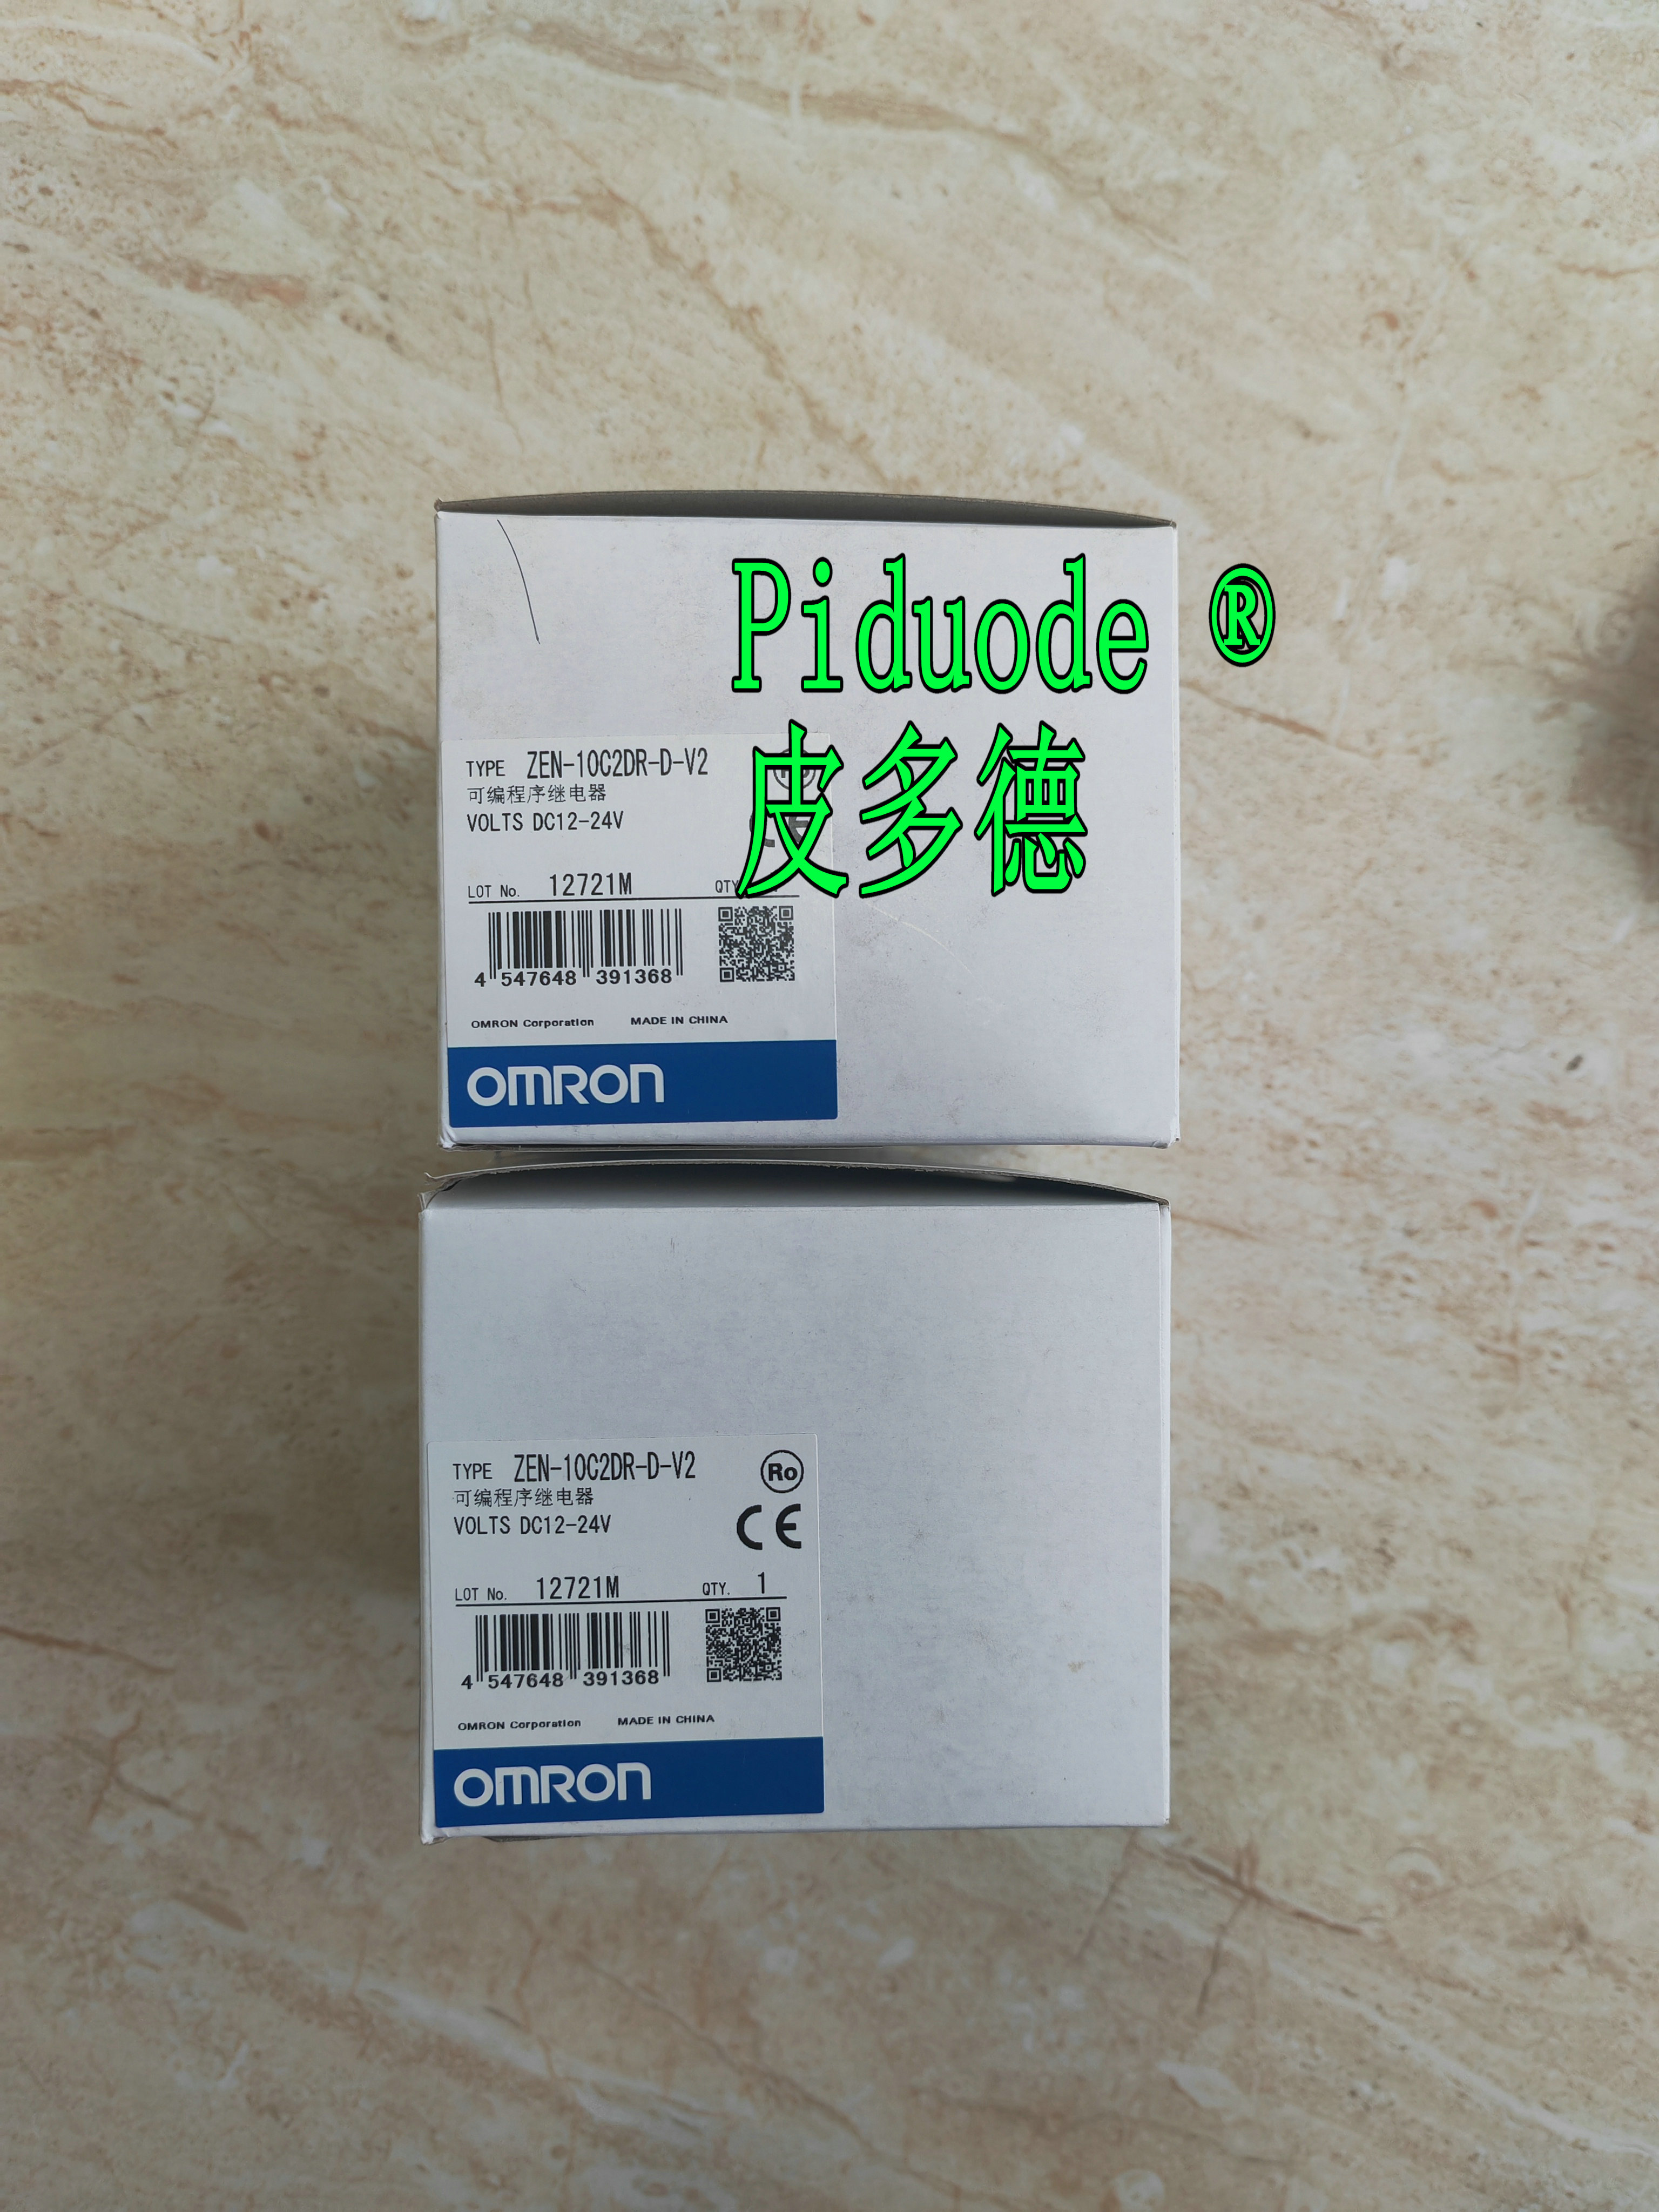 Piduode ®
皮多德
TYPE ZEN-10C2DR-D-V2
可编程序继电器
VOLTS DC12-24V
LOT No. 12721M
4 547648 391368
OMRON Corporation MADE IN CHINA
OMRON
TYPE ZEN-10C2DR-D-V2
Ro
可编程序继电器
VOLTS DC12-24V
CE
LOT No. 12721M QTY. 1
4 547648 391368
OMRON Corporation MADE IN CHINA
OMRON